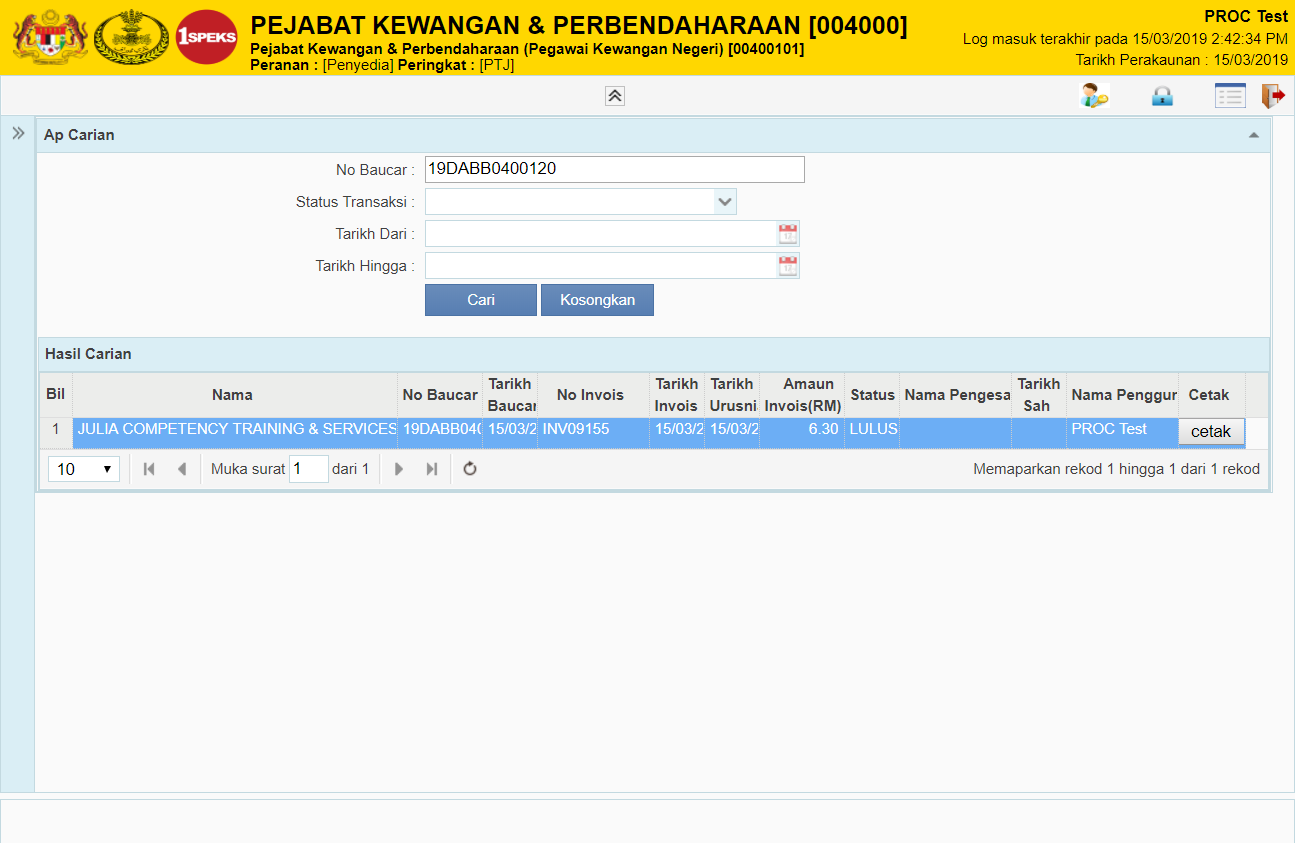 1SPEKS
PEJABAT KEWANGAN & PERBENDAHARAAN [004000]
Pejabat Kewangan & Perbendaharaan (Pegawai Kewangan Negeri) [00400101]
Peranan : [Penyedia] Peringkat : [PTJ]
PROC Test
Log masuk terakhir pada 15/03/2019 2:42:34 PM
Tarikh Perakaunan : 15/03/2019
Ap Carian
No Baucar : 19DABB0400120
Status Transaksi :
Tarikh Dari :
Tarikh Hingga :
Cari Kosongkan
Hasil Carian
Bil Nama No Baucar Tarikh Baucar No Invois Tarikh Invois Tarikh Urusni Amaun Invois(RM) Status Nama Pengesa Tarikh Sah Nama Penggur Cetak
1 JULIA COMPETENCY TRAINING & SERVICES 19DABB040 15/03/2 INV09155 15/03/2 15/03/2 6.30 LULUS PROC Test cetak
10 Muka surat 1 dari 1 Memaparkan rekod 1 hingga 1 dari 1 rekod